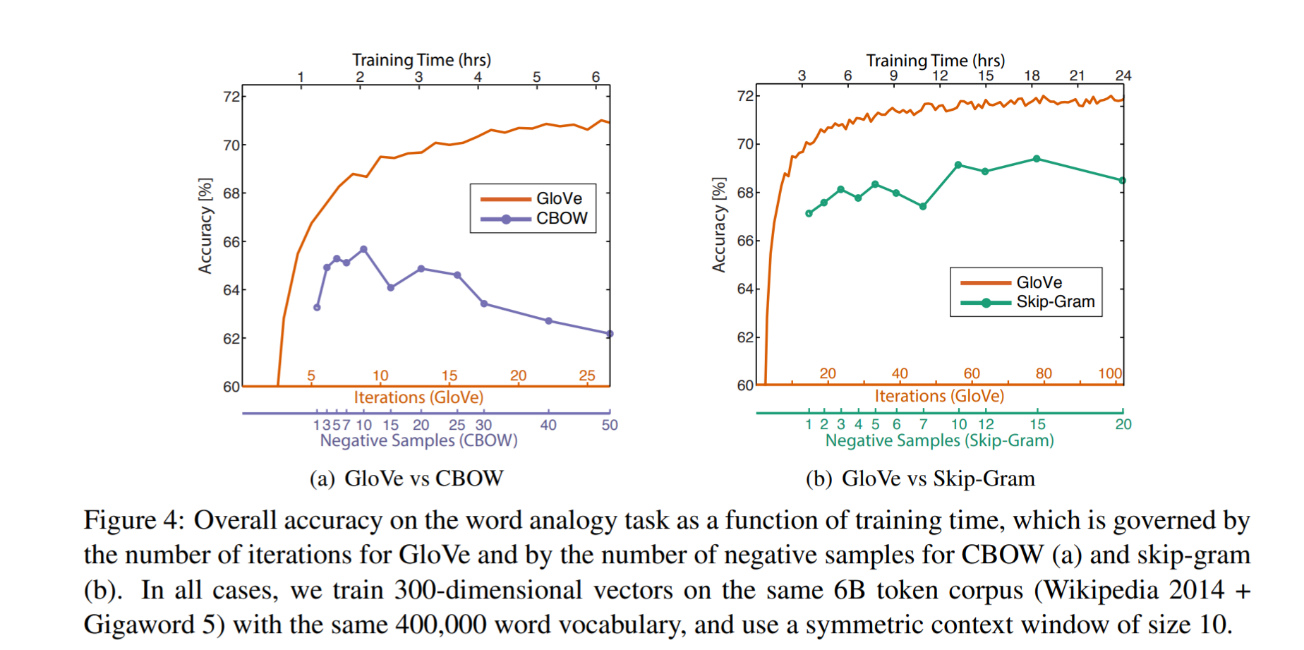 Training Time (hrs)
1 2 3 4 5 6
72
70
68
66
64
62
60
Accuracy [%]
GloVe
CBOW
5 10 15 20 25
Iterations (GloVe)
1 3 5 7 10 15 20 25 30 40 50
Negative Samples (CBOW)
(a) GloVe vs CBOW
Training Time (hrs)
3 6 9 12 15 18 21 24
72
70
68
66
64
62
60
Accuracy [%]
GloVe
Skip-Gram
20 40 60 80 100
Iterations (GloVe)
1 2 3 4 5 6 7 10 12 15 20
Negative Samples (Skip-Gram)
(b) GloVe vs Skip-Gram
Figure 4: Overall accuracy on the word analogy task as a function of training time, which is governed by
the number of iterations for GloVe and by the number of negative samples for CBOW (a) and skip-gram
(b). In all cases, we train 300-dimensional vectors on the same 6B token corpus (Wikipedia 2014 +
Gigaword 5) with the same 400,000 word vocabulary, and use a symmetric context window of size 10.